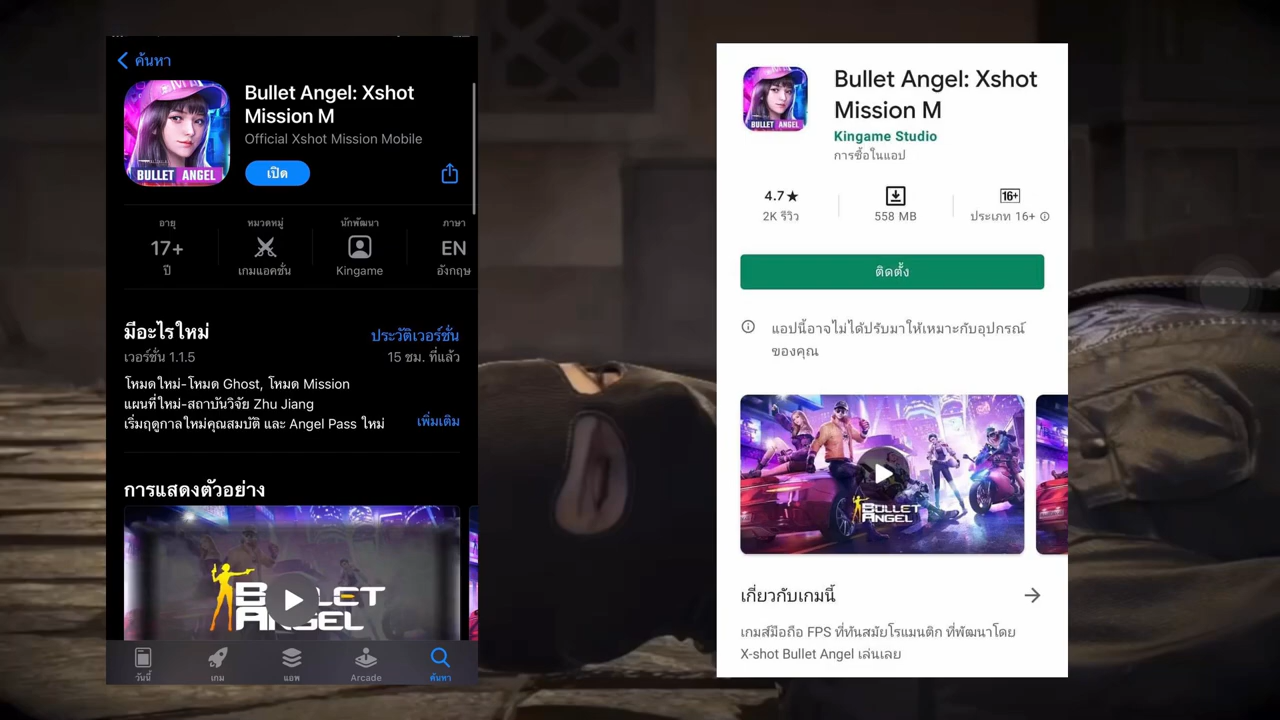 ค้นหา
Bullet Angel: Xshot
Mission M
Official Xshot Mission Mobile
เปิด
BULLET ANGEL
อายุ
17+
ปี
หมวดหมู่
เกมแอคชั่น
นักพัฒนา
Kingame
ภาษา
EN
อังกฤษ
มีอะไรใหม่
ประวัติเวอร์ชั่น
เวอร์ชั่น 1.1.5
15 ชม. ที่แล้ว
โหมดใหม่-โหมด Ghost, โหมด Mission
แผนที่ใหม่-สถาบันวิจัย Zhu Jiang
เริ่มฤดูกาลใหม่คุณสมบัติ และ Angel Pass ใหม่
เพิ่มเติม
การแสดงตัวอย่าง
BULLET
ANGEL
วันนี้
เกม
แอพ
Arcade
ค้นหา
Bullet Angel: Xshot
Mission M
Kingame Studio
การซื้อในแอป
BULLET ANGEL
4.7★
2K รีวิว
558 MB
16+
ประเภท 16+
ติดตั้ง
แอปนี้อาจไม่ได้ปรับมาให้เหมาะกับอุปกรณ์
ของคุณ
BULLET
ANGEL
เกี่ยวกับเกมนี้
เกมส์มือถือ FPS ที่ทันสมัยโรแมนติก ที่พัฒนาโดย
X-shot Bullet Angel เล่นเลย